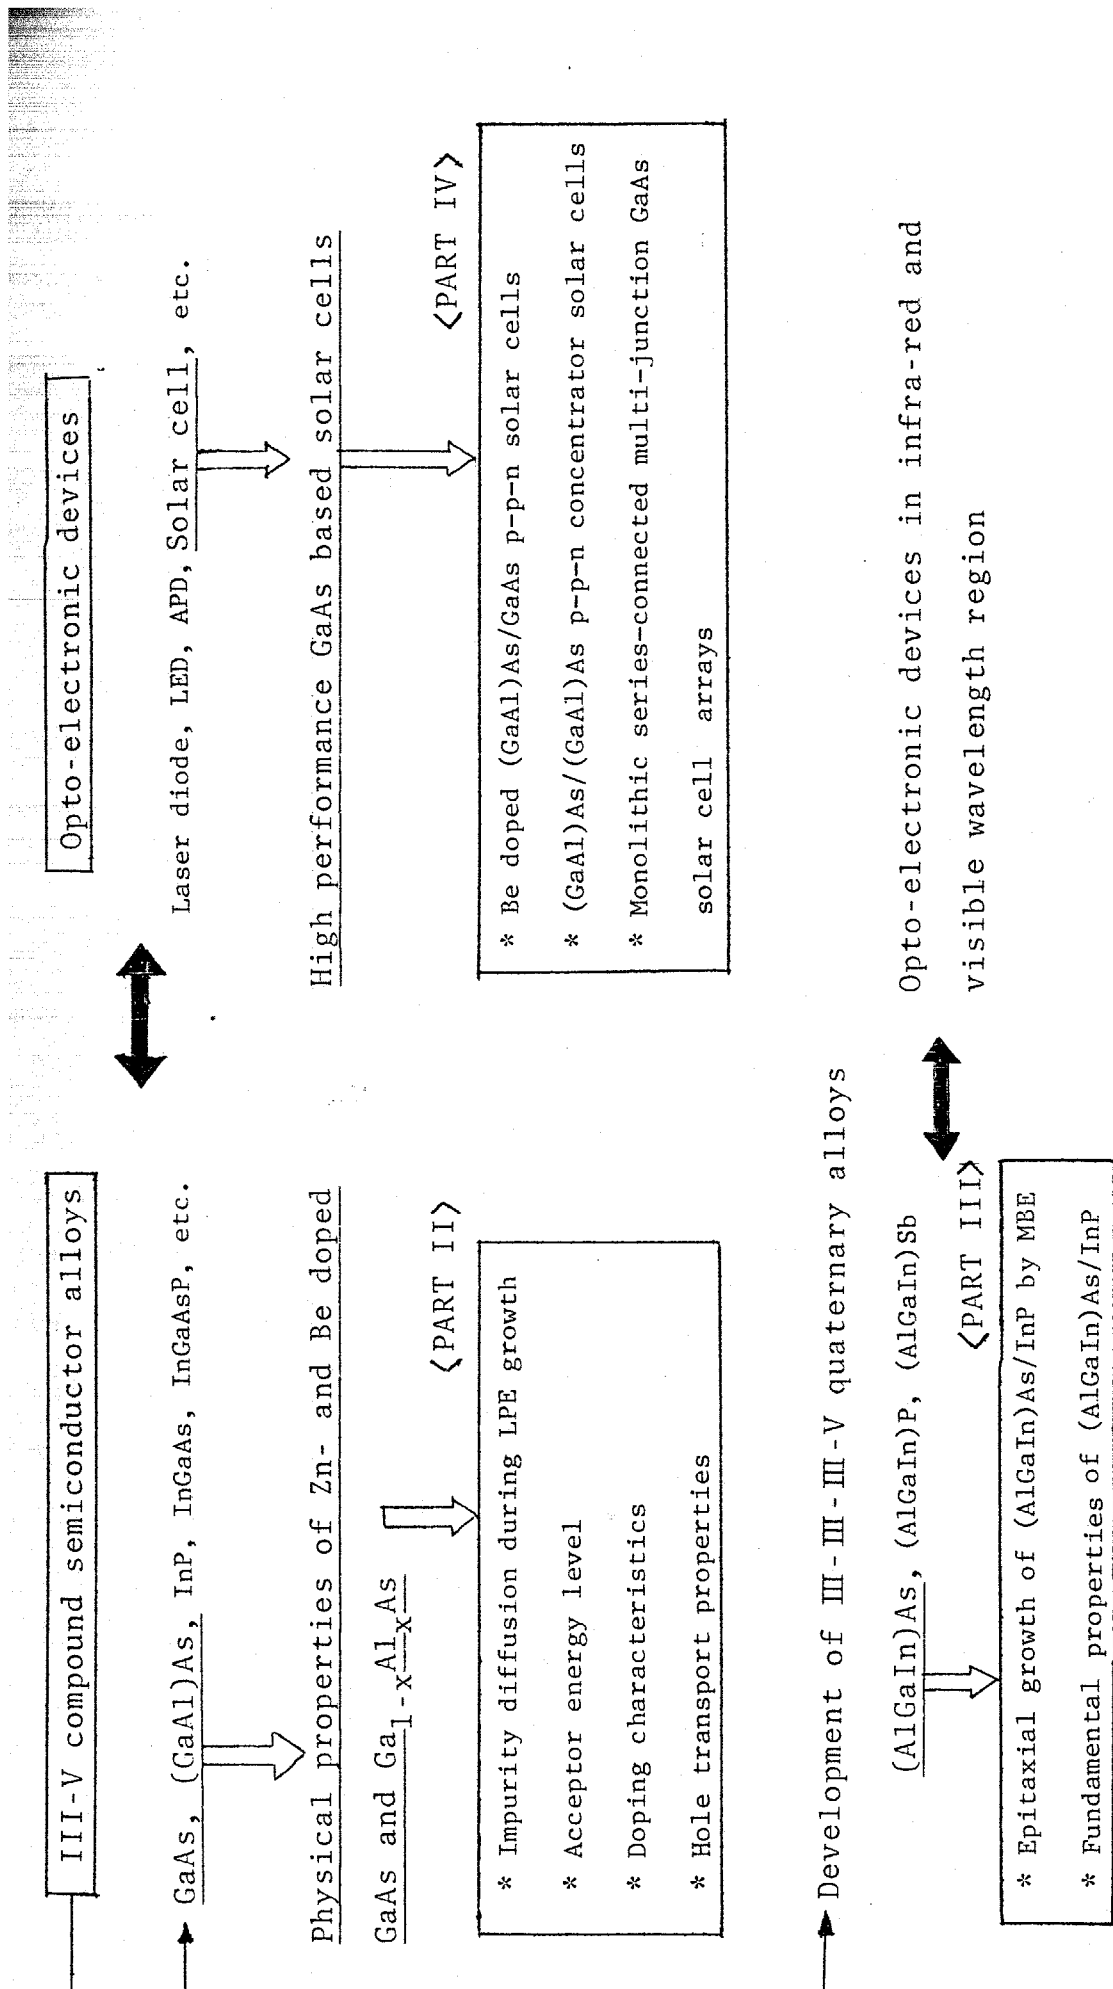 III-V compound semiconductor alloys
GaAs, (GaAl)As, InP, InGaAs, InGaAsP, etc.
Physical properties of Zn- and Be doped
GaAs and Ga1-xAlxAs
<PART II>
* Impurity diffusion during LPE growth
* Acceptor energy level
* Doping characteristics
* Hole transport properties
Opto-electronic devices
Laser diode, LED, APD, Solar cell, etc.
High performance GaAs based solar cells
<PART IV>
* Be doped (GaAl)As/GaAs p-p-n solar cells
* (GaAl)As/(GaAl)As p-p-n concentrator solar cells
* Monolithic series-connected multi-junction GaAs
solar cell arrays
Development of III-III-III-V quaternary alloys
(AlGaIn)As, (AlGaIn)P, (AlGaIn)Sb
<PART III>
* Epitaxial growth of (AlGaIn)As/InP by MBE
* Fundamental properties of (AlGaIn)As/InP
Opto-electronic devices in infra-red and
visible wavelength region